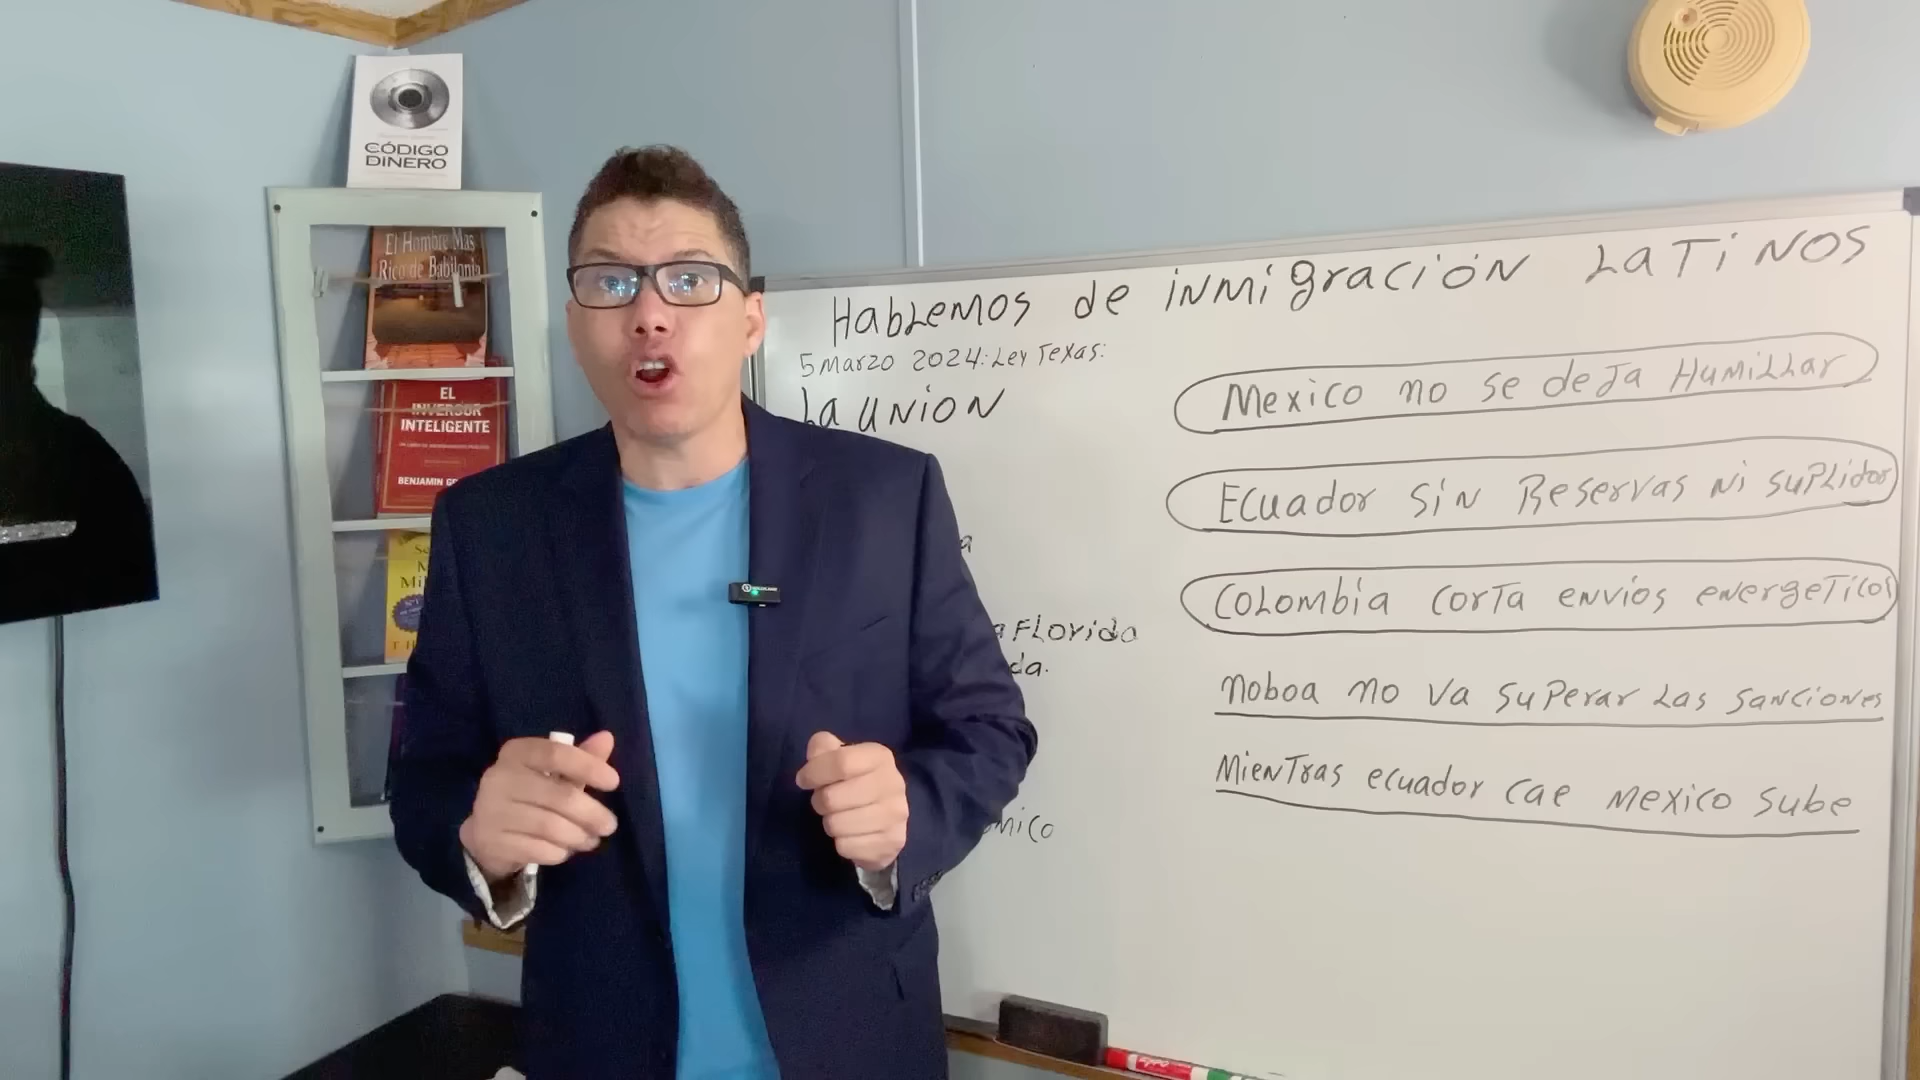 CÓDIGO
DINERO
El Hombre Mas
Rico de Babilonia
EL
INVERSOR
INTELIGENTE
BENJAMIN
HabLemos de inmigración Latinos
5 marzo 2024: Ley Texas:
La union
Florida
Mexico no se deja Humillar
Ecuador Sin Reservas Ni suplidor
Colombia corta envios energeticos
Noboa no va superar Las sanciones
Mientras ecuador cae mexico sube